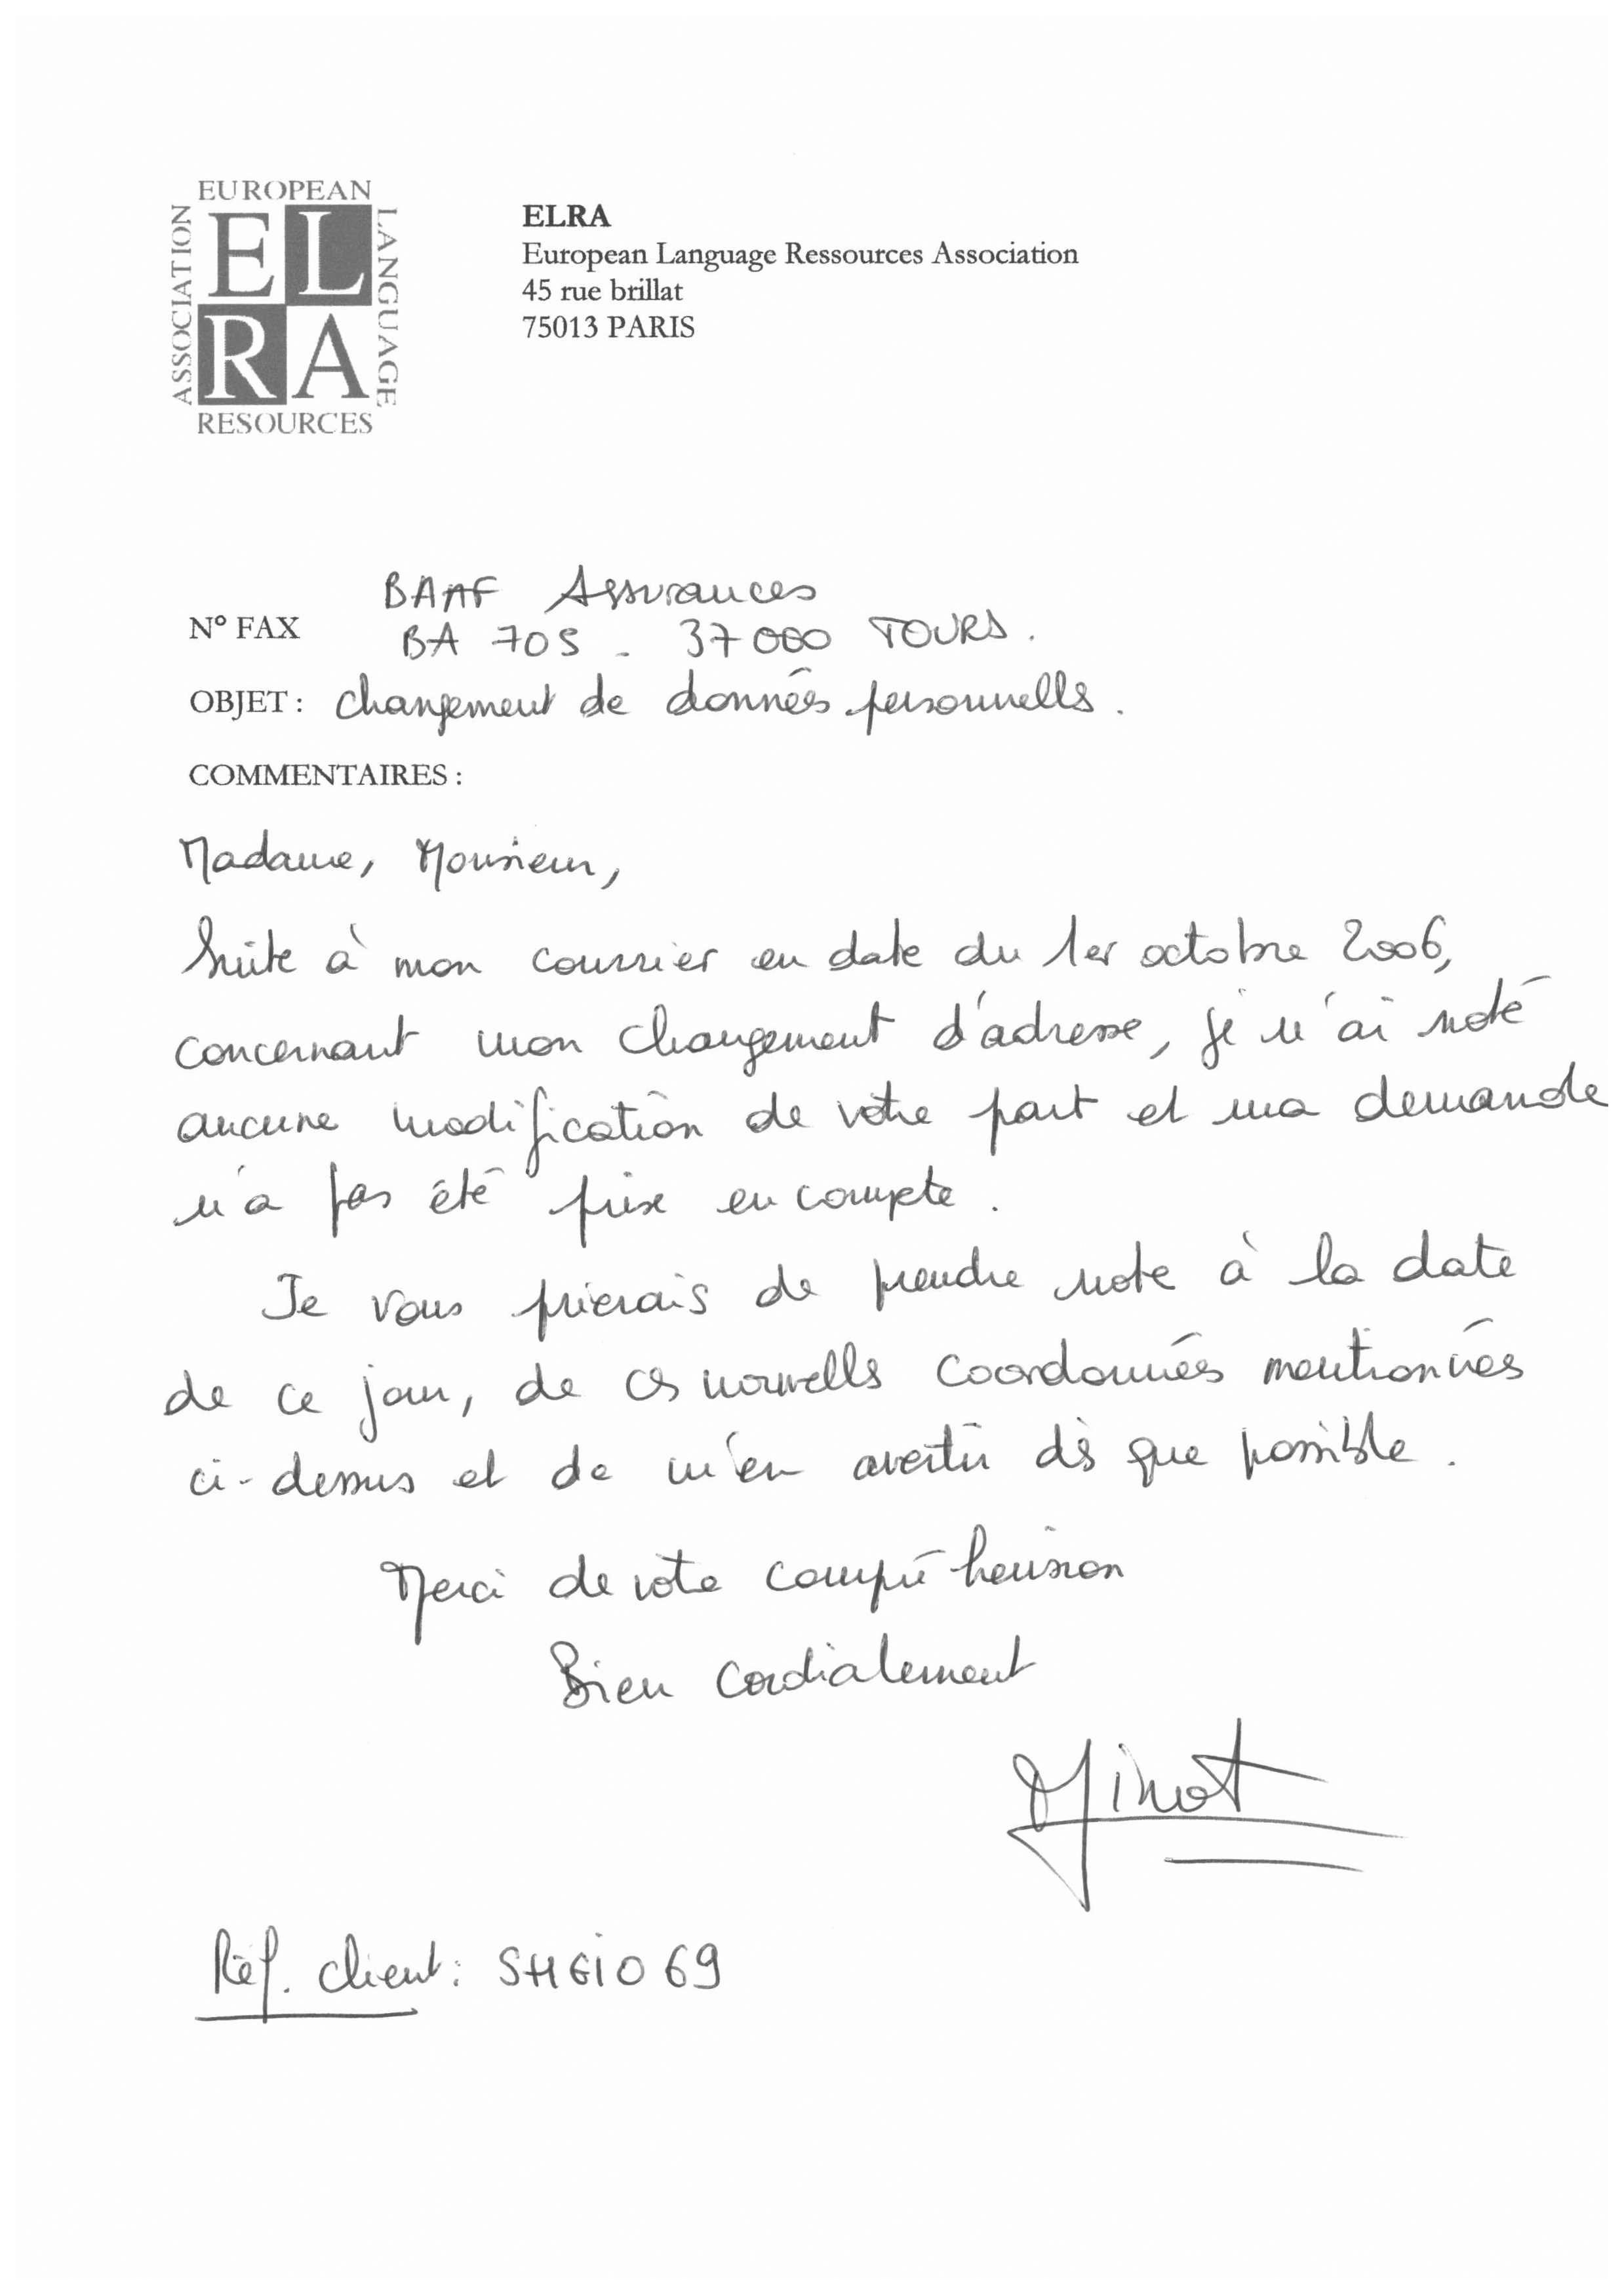 EUROPEAN
LANGUAGE
RESOURCES
ASSOCIATION
ELRA
ELRA
European Language Ressources Association
45 rue brillat
75013 PARIS
BAAF Assurances
N° FAX BA 705 - 37000 TOURS.
OBJET : changement de données personnells.
COMMENTAIRES :
Madame, Monsieur,
Suite à mon courrier en date du 1er octobre 2006,
concernant mon changement d'adresse, je n'ai noté
aucune modification de votre part et ma demande
n'a pas été prise en compte.
Je vous prierais de prendre note à la date
de ce jour, de ces nouvells coordonnées mentionnées
ci-dessus et de m'en avertir dès que possible.
Merci de votre compréhension
Bien cordialement
Minot
Réf. client : SHGIO69